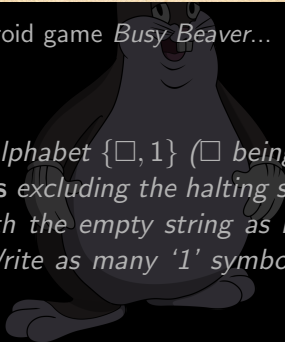 oid game Busy Beaver...
lphabet {□, 1} (□ being
s excluding the halting s
th the empty string as
Write as many ‘1’ symbo